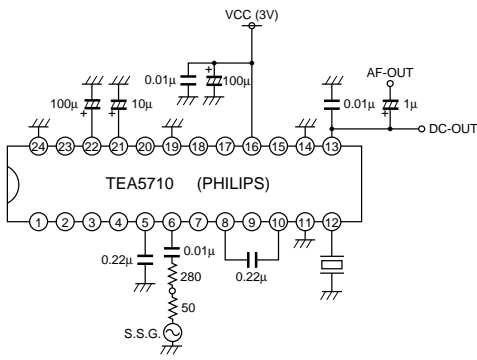 VCC (3V)
0.01µ
+
100µ
AF-OUT
100µ
+
10µ
+
0.01µ
+
1µ
DC-OUT
24 23 22 21 20 19 18 17 16 15 14 13
TEA5710 (PHILIPS)
1 2 3 4 5 6 7 8 9 10 11 12
0.22µ
0.01µ
280
0.22µ
50
S.S.G.